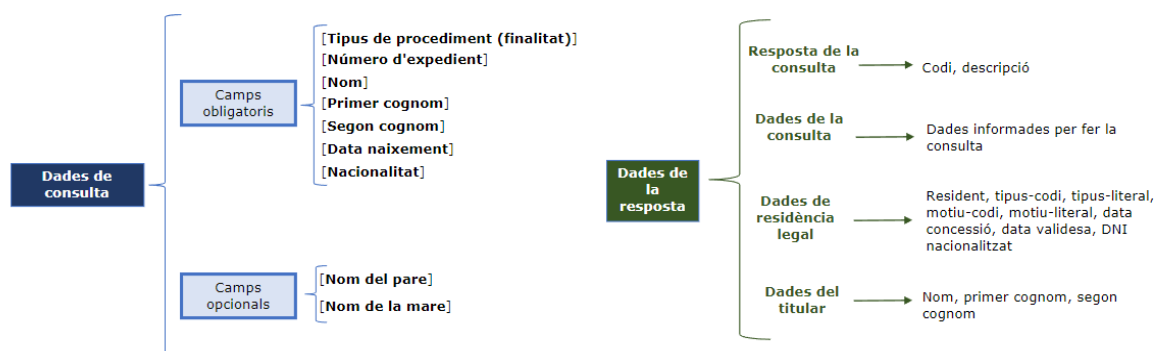 Dades de
consulta
Camps
obligatoris
[Tipus de procediment (finalitat)]
[Número d'expedient]
[Nom]
[Primer cognom]
[Segon cognom]
[Data naixement]
[Nacionalitat]
Camps
opcionals
[Nom del pare]
[Nom de la mare]
Dades de
la
resposta
Resposta de la
consulta
Codi, descripció
Dades de la
consulta
Dades informades per fer la
consulta
Dades de
residència
legal
Resident, tipus-codi, tipus-literal,
motiu-codi, motiu-literal, data
concessió, data validesa, DNI
nacionalitzat
Dades del
titular
Nom, primer cognom, segon
cognom